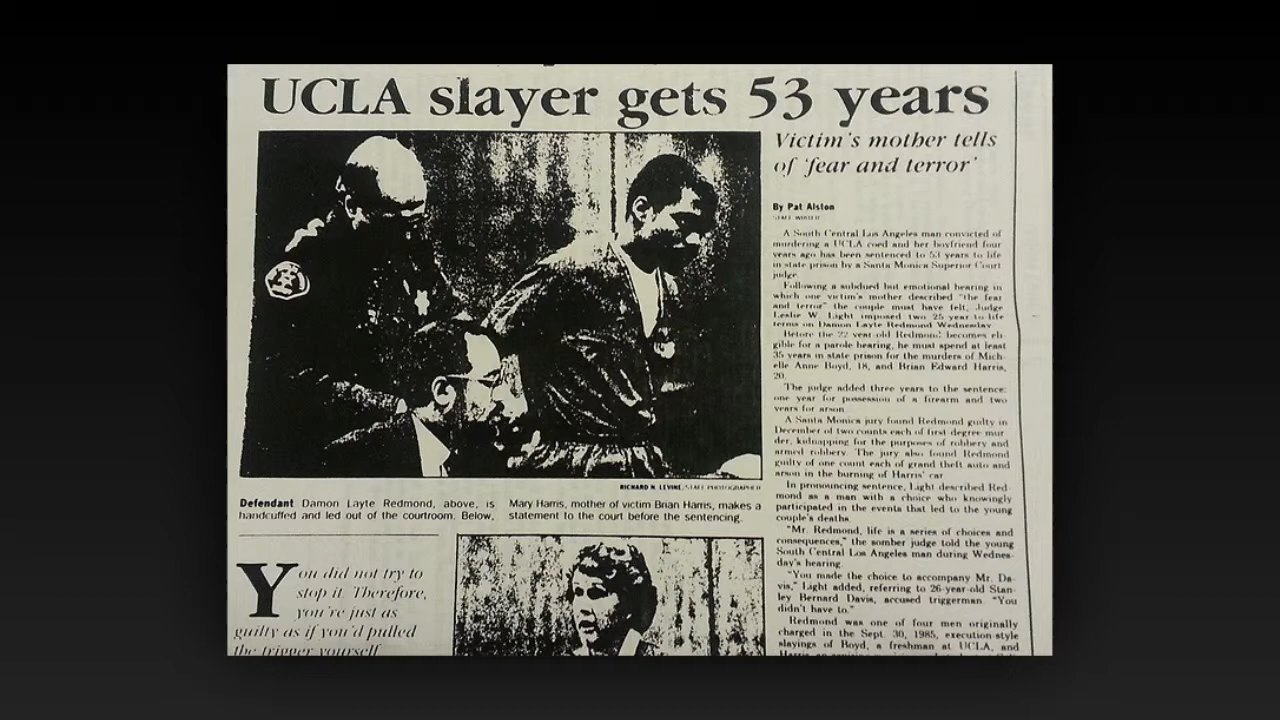 UCLA slayer gets 53 years
Victim's mother tells
of 'fear and terror'
By Pat Alston
STAFF WRITER
A South Central Los Angeles man convicted of
murdering a UCLA coed and her boyfriend four
years ago has been sentenced to 53 years to life
in state prison by a Santa Monica Superior Court
judge.
Following a subdued but emotional hearing in
which one victim's mother described "the fear
and terror" the couple must have felt, Judge
Leslie W. Light imposed two 25 year to life
terms on Damon Layte Redmond Wednesday.
Before the 22 year-old Redmond becomes eli-
gible for a parole hearing, he must spend at least
35 years in state prison for the murders of Mich-
elle Anne Boyd, 18, and Brian Edward Harris,
20.
The judge added three years to the sentence:
one year for possession of a firearm and two
years for arson.
A Santa Monica jury found Redmond guilty in
December of two counts each of first-degree mur-
der, kidnapping for the purposes of robbery and
armed robbery. The jury also found Redmond
guilty of one count each of grand theft auto and
arson in the burning of Harris' car.
In pronouncing sentence, Light described Red-
mond as a man with a choice who knowingly
participated in the events that led to the young
couple's deaths.
"Mr. Redmond, life is a series of choices and
consequences," the somber judge told the young
South Central Los Angeles man during Wednes-
day's hearing.
"You made the choice to accompany Mr. Da-
vis," Light added, referring to 26-year-old Stan-
ley Bernard Davis, accused triggerman. "You
didn't have to."
Redmond was one of four men originally
charged in the Sept. 30, 1985, execution-style
slayings of Boyd, a freshman at UCLA, and
RICHARD N. LEVINE/STAFF PHOTOGRAPHER
Defendant Damon Layte Redmond, above, is
handcuffed and led out of the courtroom. Below,
Mary Harris, mother of victim Brian Harris, makes a
statement to the court before the sentencing.
You did not try to
stop it. Therefore,
you're just as
guilty as if you'd pulled
the trigger yourself